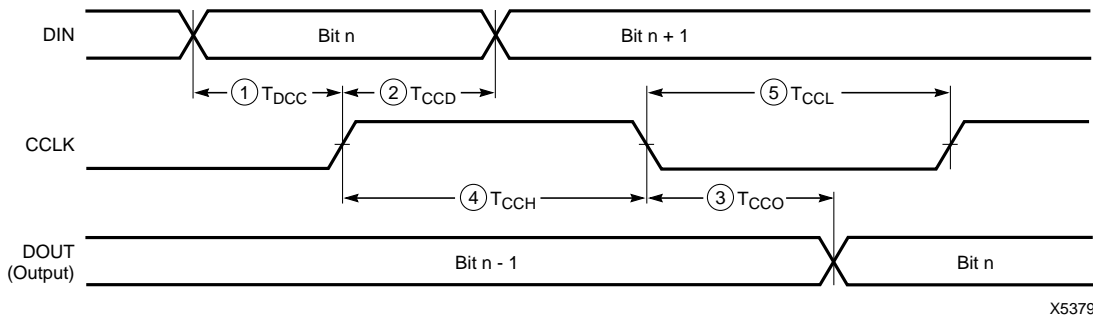 DIN
Bit n
Bit n + 1
1 TDCC
2 TCCD
5 TCCL
CCLK
4 TCCH
3 TCCO
DOUT
(Output)
Bit n - 1
Bit n
X5379